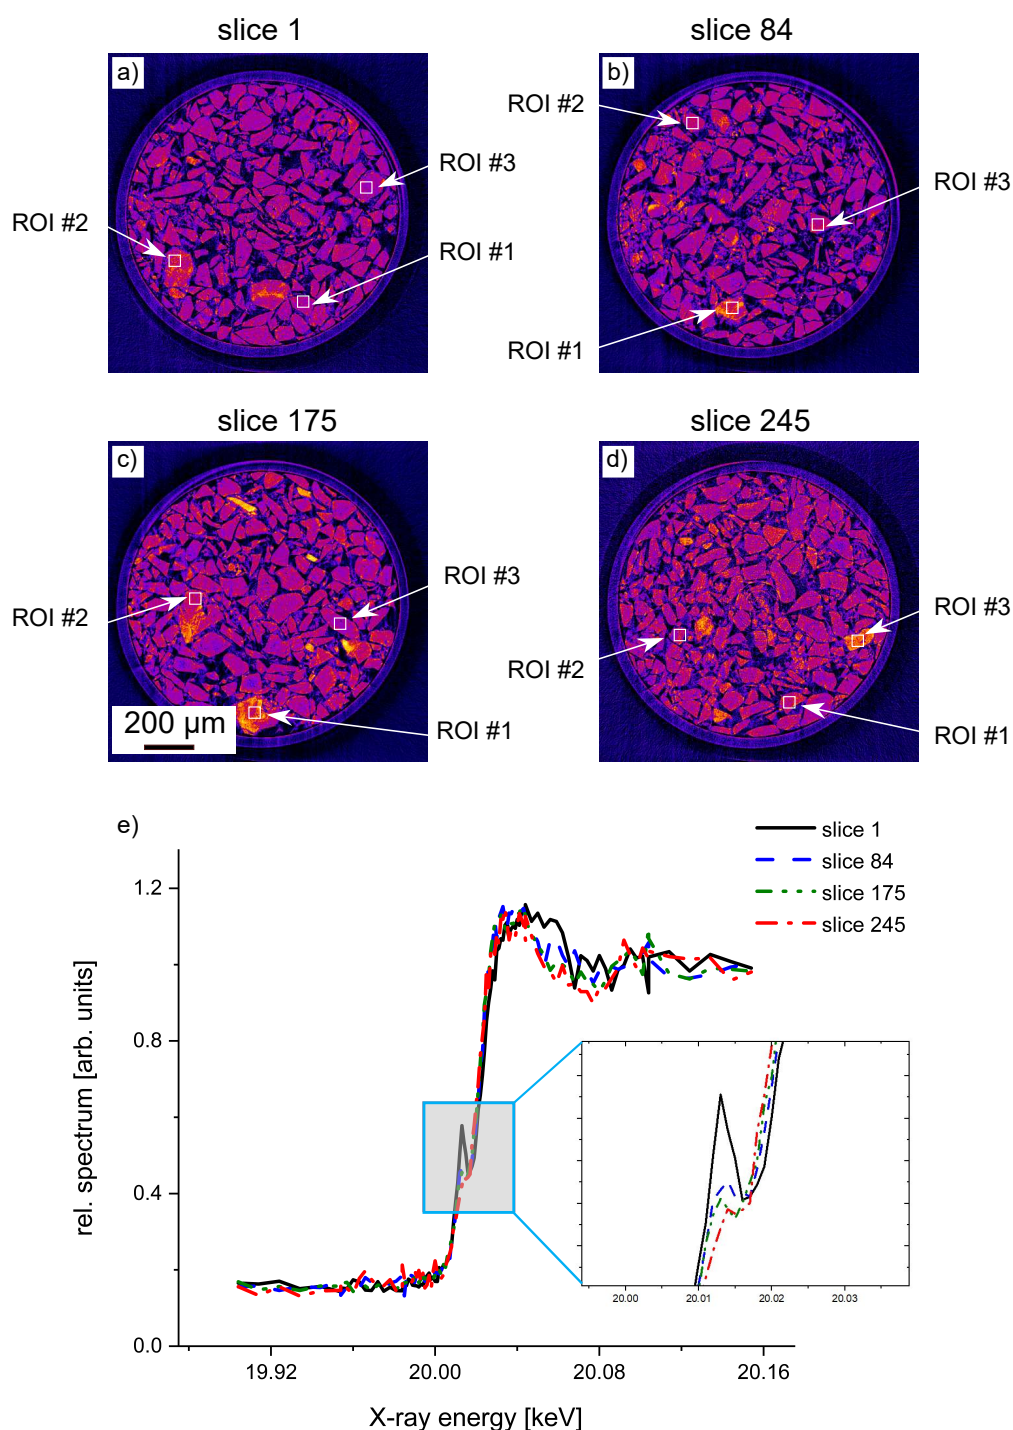 slice 1
slice 84
a)
b)
ROI #2
ROI #3
ROI #3
ROI #2
ROI #1
ROI #1
slice 175
slice 245
c)
d)
ROI #3
ROI #2
ROI #3
ROI #2
200 µm
ROI #1
ROI #1
e)
slice 1
slice 84
slice 175
slice 245
1.2
0.8
0.4
0.0
rel. spectrum [arb. units]
20.00 20.01 20.02 20.03
19.92 20.00 20.08 20.16
X-ray energy [keV]